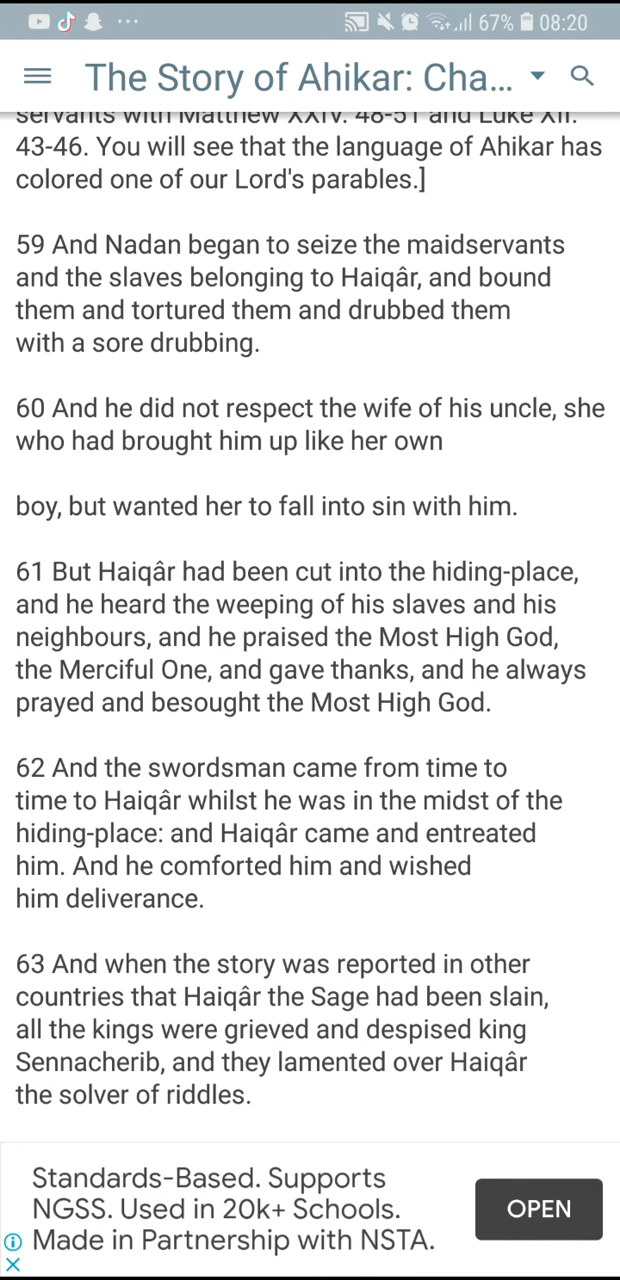 67% 08:20
The Story of Ahikar: Cha...
servants with Matthew XXIV. 48-51 and Luke XII.
43-46. You will see that the language of Ahikar has
colored one of our Lord's parables.]
59 And Nadan began to seize the maidservants
and the slaves belonging to Haiqâr, and bound
them and tortured them and drubbed them
with a sore drubbing.
60 And he did not respect the wife of his uncle, she
who had brought him up like her own
boy, but wanted her to fall into sin with him.
61 But Haiqâr had been cut into the hiding-place,
and he heard the weeping of his slaves and his
neighbours, and he praised the Most High God,
the Merciful One, and gave thanks, and he always
prayed and besought the Most High God.
62 And the swordsman came from time to
time to Haiqâr whilst he was in the midst of the
hiding-place: and Haiqâr came and entreated
him. And he comforted him and wished
him deliverance.
63 And when the story was reported in other
countries that Haiqâr the Sage had been slain,
all the kings were grieved and despised king
Sennacherib, and they lamented over Haiqâr
the solver of riddles.
Standards-Based. Supports
NGSS. Used in 20k+ Schools.
Made in Partnership with NSTA.
OPEN